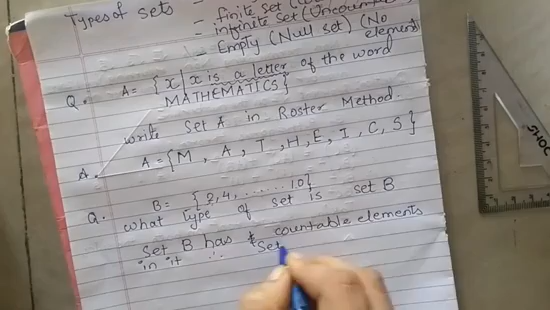 Types of sets - finite set
- infinite set (Uncountable
- Empty (Null set) (No element
Q. A = {x | x is a letter of the word
MATHEMATICS}
write Set A in Roster Method.
A. A = {M, A, T, H, E, I, C, S}
Q. B = {2,4, ....... 10}
what type of set is set B
Set B has countable elements
in it ∴ Set